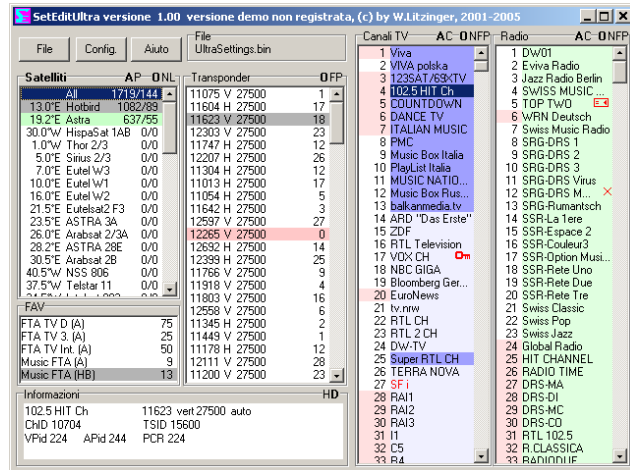 SetEditUltra versione 1.00 versione demo non registrata, (c) by W.Litzinger, 2001-2005
File
Config.
Aiuto
File
UltraSettings.bin
Satelliti AP ONL
All 1719/144
13.0°E Hotbird 1082/89
19.2°E Astra 637/55
30.0°W HispaSat 1AB 0/0
1.0°W Thor 2/3 0/0
5.0°E Sirius 2/3 0/0
7.0°E Eutel W3 0/0
10.0°E Eutel W1 0/0
16.0°E Eutel W2 0/0
21.5°E Eutelsat2 F3 0/0
23.5°E ASTRA 3A 0/0
26.0°E Arabsat 2/3A 0/0
28.2°E ASTRA 28E 0/0
30.5°E Arabsat 2B 0/0
40.5°W NSS 806 0/0
37.5°W Telstar 11 0/0
FAV
FTA TV D (A) 75
FTA TV 3. (A) 25
FTA TV Int. (A) 50
Music FTA (A) 9
Music FTA (HB) 13
Transponder OFP
11075 V 27500 1
11604 H 27500 17
11623 V 27500 18
12303 V 27500 23
11747 H 27500 12
12207 H 27500 26
11304 H 27500 12
11013 H 27500 17
11054 H 27500 5
11642 H 27500 3
12597 V 27500 27
12265 V 27500 0
12692 H 27500 14
12399 H 27500 25
11766 V 27500 9
11918 V 27500 4
11803 V 27500 16
12558 V 27500 6
11345 H 27500 2
11449 V 27500 1
11178 H 27500 12
12111 V 27500 28
11200 V 27500 23
Informazioni HD
102.5 HIT Ch 11623 vert 27500 auto
ChID 10704 TSID 15600
VPid 224 APid 244 PCR 224
Canali TV AC ONFP
1 Viva
2 VIVA polska
3 123SAT/69XTV
4 102.5 HIT Ch
5 COUNTDOWN
6 DANCE TV
7 ITALIAN MUSIC
8 PMC
9 Music Box Italia
10 PlayList Italia
11 MUSIC NATIO...
12 Music Box Rus...
13 balkanmedia.tv
14 ARD "Das Erste"
15 ZDF
16 RTL Television
17 VOX CH
18 NBC GIGA
19 Bloomberg Ger...
20 EuroNews
21 tv.nrw
22 RTL CH
23 RTL 2 CH
24 DW-TV
25 Super RTL CH
26 TERRA NOVA
27 SF i
28 RAI1
29 RAI2
30 RAI3
31 I1
32 C5
33 R4
Radio AC ONFP
1 DW01
2 Eviva Radio
3 Jazz Radio Berlin
4 SWISS MUSIC ...
5 TOP TWO
6 WRN Deutsch
7 Swiss Music Radio
8 SRG-DRS 1
9 SRG-DRS 2
10 SRG-DRS 3
11 SRG-DRS Virus
12 SRG-DRS M...
13 SRG-Rumantsch
14 SSR-La 1ere
15 SSR-Espace 2
16 SSR-Couleur3
17 SSR-Option Musi...
18 SSR-Rete Uno
19 SSR-Rete Due
20 SSR-Rete Tre
21 Swiss Classic
22 Swiss Pop
23 Swiss Jazz
24 Global Radio
25 HIT CHANNEL
26 RADIO TIME
27 DRS-MA
28 DRS-DI
29 DRS-MC
30 DRS-CO
31 RTL 102.5
32 R.CLASSICA
33 RADIODUE